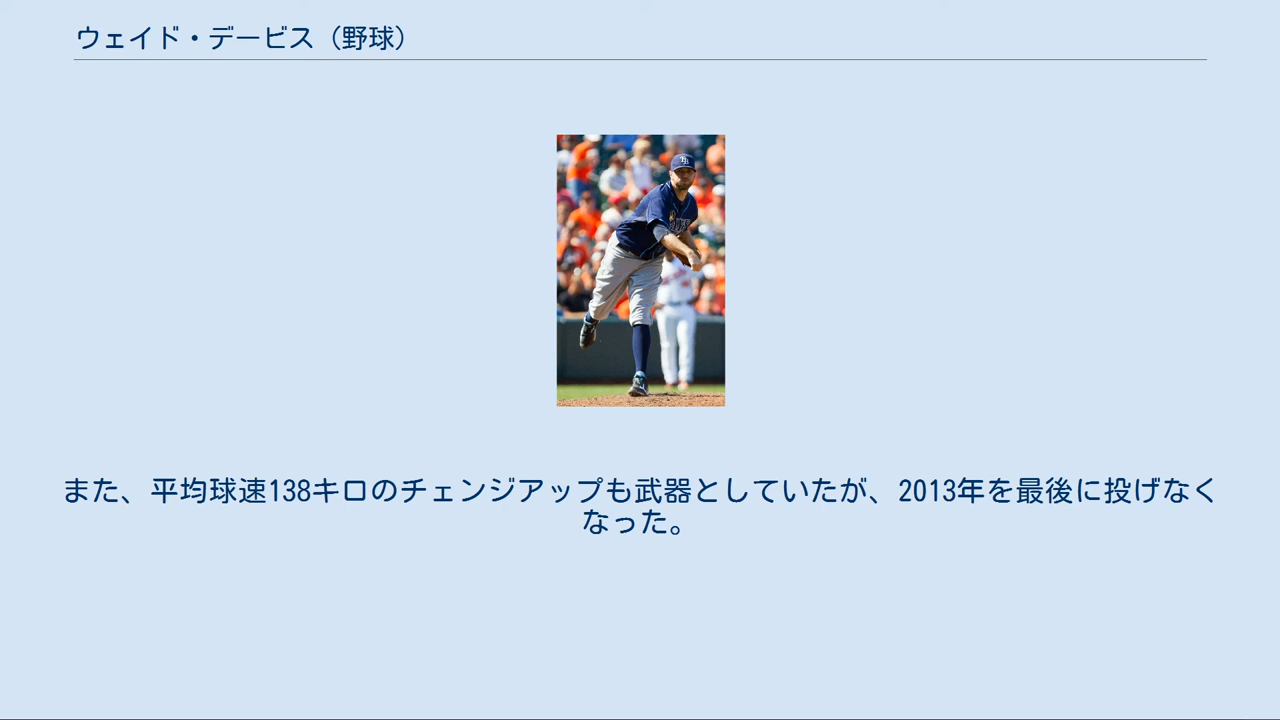 ウェイド・デービス（野球）
また、平均球速138キロのチェンジアップも武器としていたが、2013年を最後に投げなく
なった。